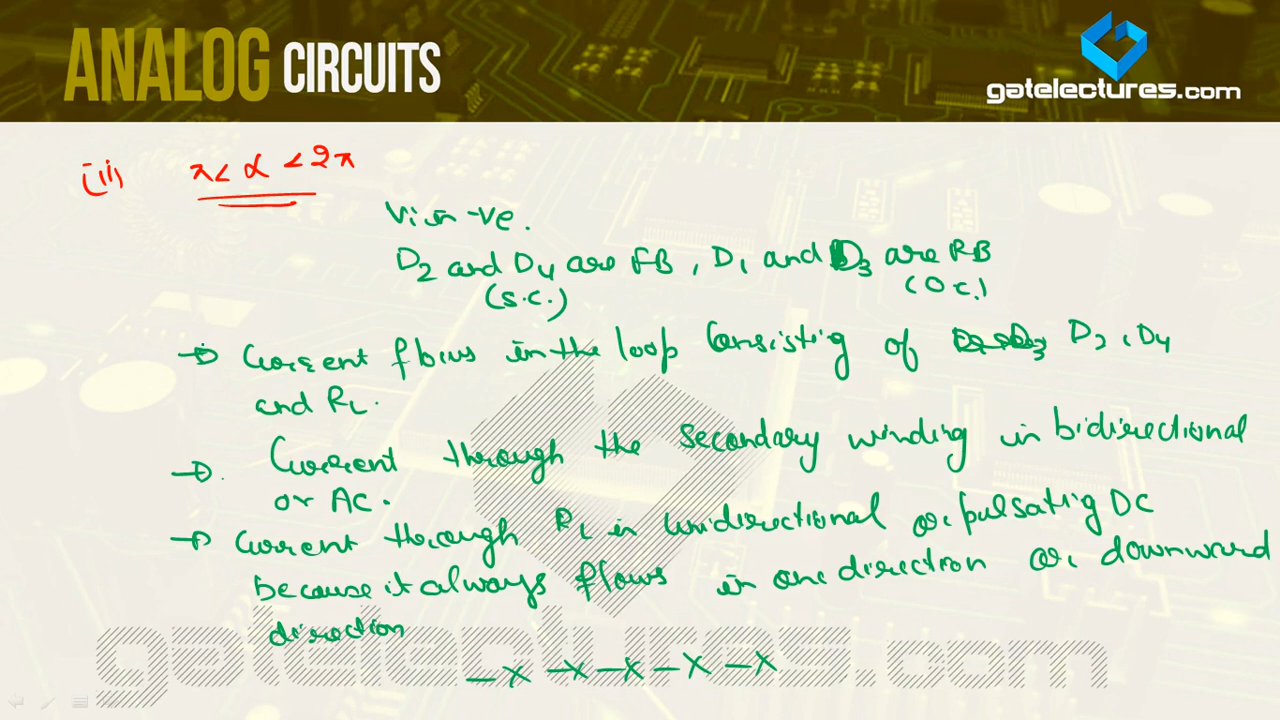 ANALOG CIRCUITS
gatelectures.com
(ii) π < α < 2π
Vi is -ve.
D2 and D4 are FB, D1 and D3 are RB
(S.C.) (O.C.)
→ Current flows in the loop consisting of D2, D4
and RL.
→ Current through the secondary winding is bidirectional
or AC.
→ Current through RL is unidirectional or pulsating DC
because it always flows in one direction or downward
direction
— X — X — X — X — X
gatelectures.com